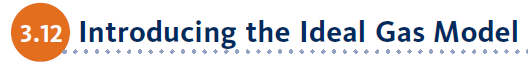 3.12 Introducing the Ideal Gas Model